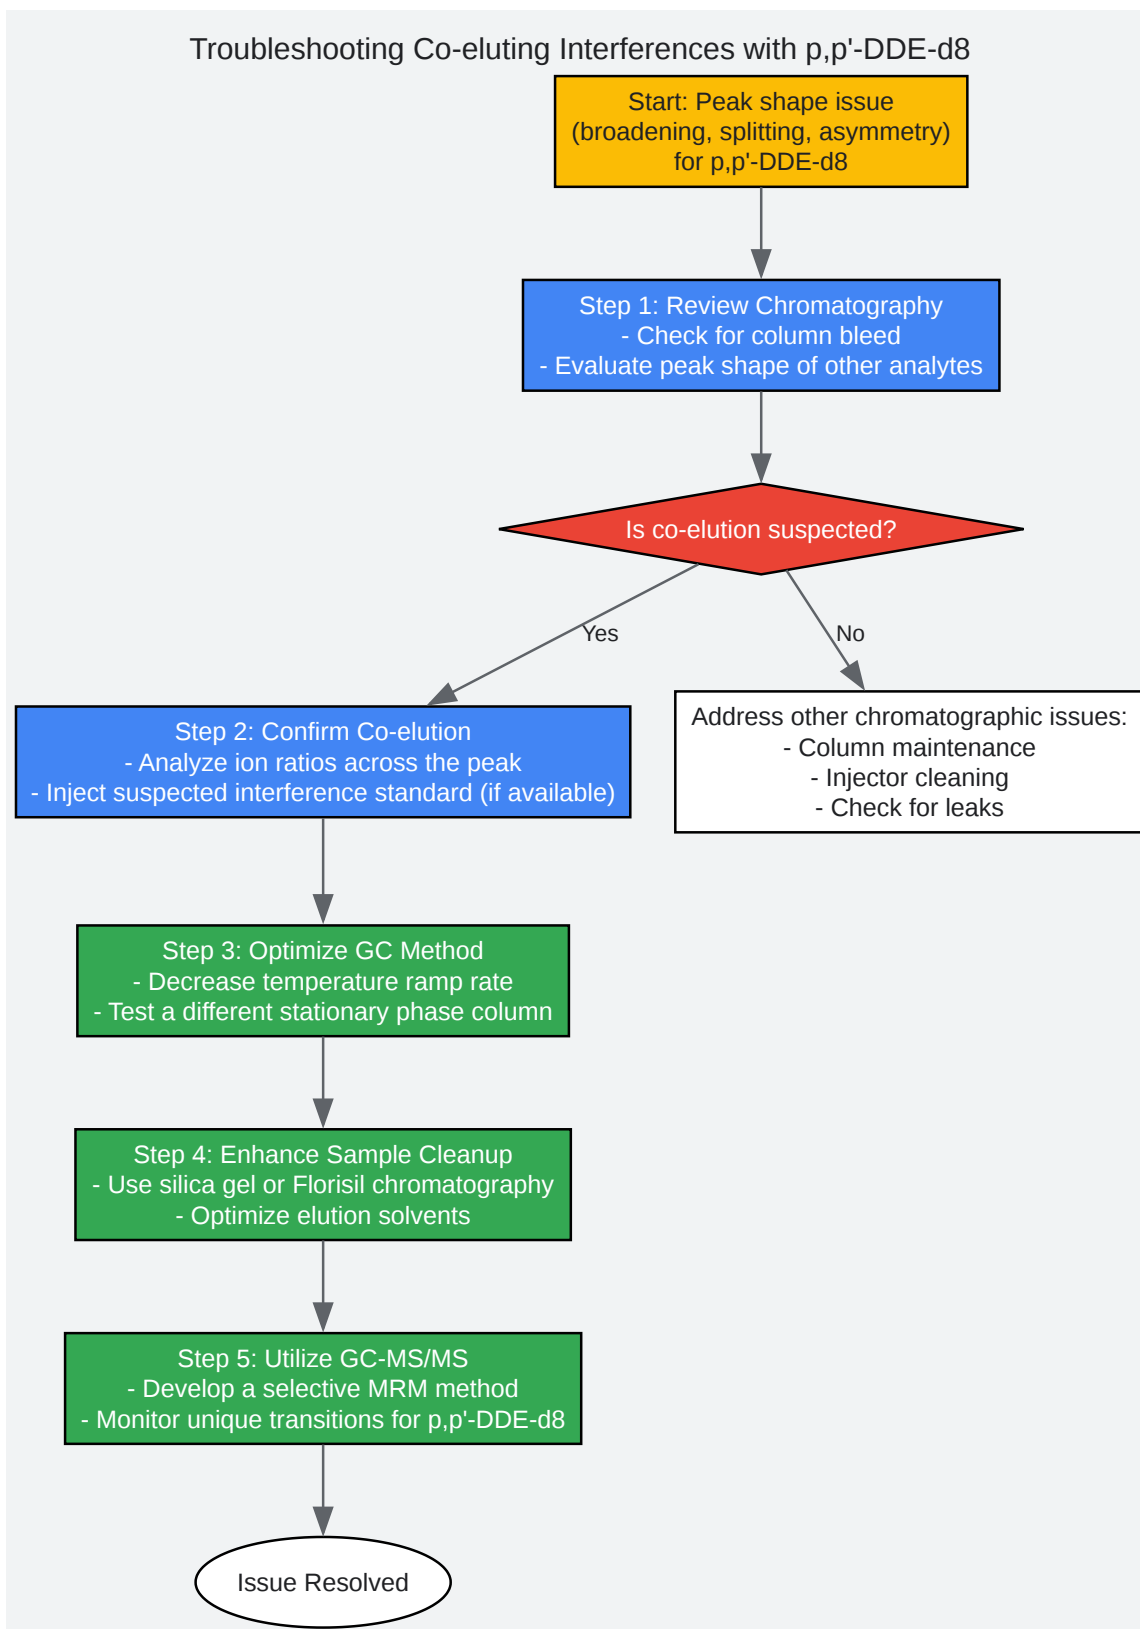 Troubleshooting Co-eluting Interferences with p,p'-DDE-d8
Start: Peak shape issue
(broadening, splitting, asymmetry)
for p,p'-DDE-d8
Step 1: Review Chromatography
- Check for column bleed
- Evaluate peak shape of other analytes
Is co-elution suspected?
Yes
No
Step 2: Confirm Co-elution
- Analyze ion ratios across the peak
- Inject suspected interference standard (if available)
Address other chromatographic issues:
- Column maintenance
- Injector cleaning
- Check for leaks
Step 3: Optimize GC Method
- Decrease temperature ramp rate
- Test a different stationary phase column
Step 4: Enhance Sample Cleanup
- Use silica gel or Florisil chromatography
- Optimize elution solvents
Step 5: Utilize GC-MS/MS
- Develop a selective MRM method
- Monitor unique transitions for p,p'-DDE-d8
Issue Resolved